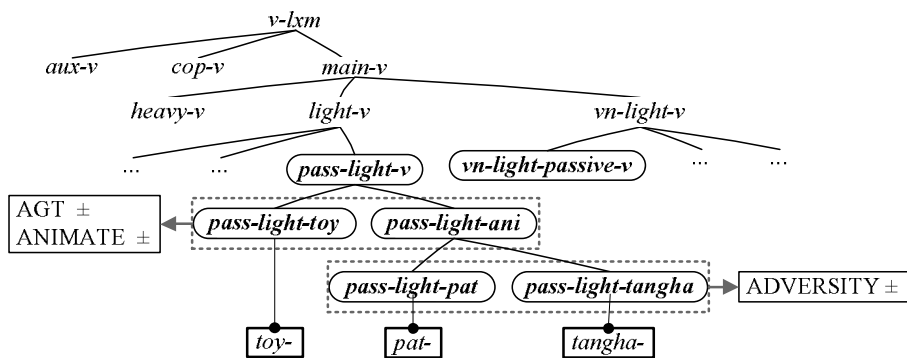 v-lxm
aux-v cop-v main-v
heavy-v light-v vn-light-v
... ... pass-light-v vn-light-passive-v ... ...
AGT ±
ANIMATE ±
pass-light-toy pass-light-ani
pass-light-pat pass-light-tangha ADVERSITY ±
toy- pat- tangha-